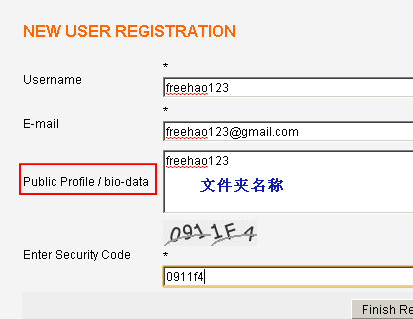 NEW USER REGISTRATION
*
Username
freehao123
*
E-mail
freehao123@gmail.com
freehao123
Public Profile / bio-data
文件夹名称
0911F4
Enter Security Code
*
0911f4
Finish Re